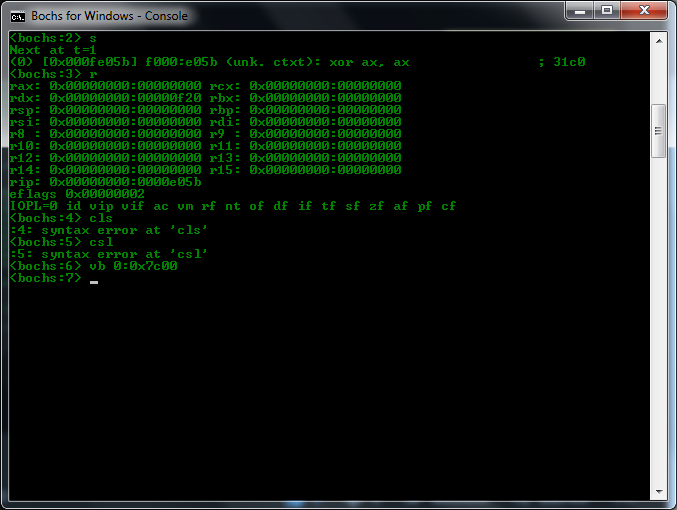 Bochs for Windows - Console
<bochs:2> s
Next at t=1
(0) [0x000fe05b] f000:e05b (unk. ctxt): xor ax, ax ; 31c0
<bochs:3> r
rax: 0x00000000:00000000 rcx: 0x00000000:00000000
rdx: 0x00000000:00000f20 rbx: 0x00000000:00000000
rsp: 0x00000000:00000000 rbp: 0x00000000:00000000
rsi: 0x00000000:00000000 rdi: 0x00000000:00000000
r8 : 0x00000000:00000000 r9 : 0x00000000:00000000
r10: 0x00000000:00000000 r11: 0x00000000:00000000
r12: 0x00000000:00000000 r13: 0x00000000:00000000
r14: 0x00000000:00000000 r15: 0x00000000:00000000
rip: 0x00000000:0000e05b
eflags 0x00000002
IOPL=0 id vip vif ac vm rf nt of df if tf sf zf af pf cf
<bochs:4> cls
:4: syntax error at 'cls'
<bochs:5> csl
:5: syntax error at 'csl'
<bochs:6> vb 0:0x7c00
<bochs:7>